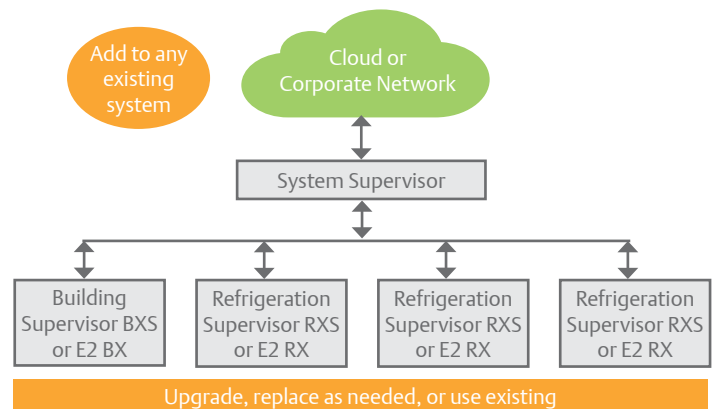 Add to any
existing
system
Cloud or
Corporate Network
System Supervisor
Building
Supervisor BXS
or E2 BX
Refrigeration
Supervisor RXS
or E2 RX
Refrigeration
Supervisor RXS
or E2 RX
Refrigeration
Supervisor RXS
or E2 RX
Upgrade, replace as needed, or use existing